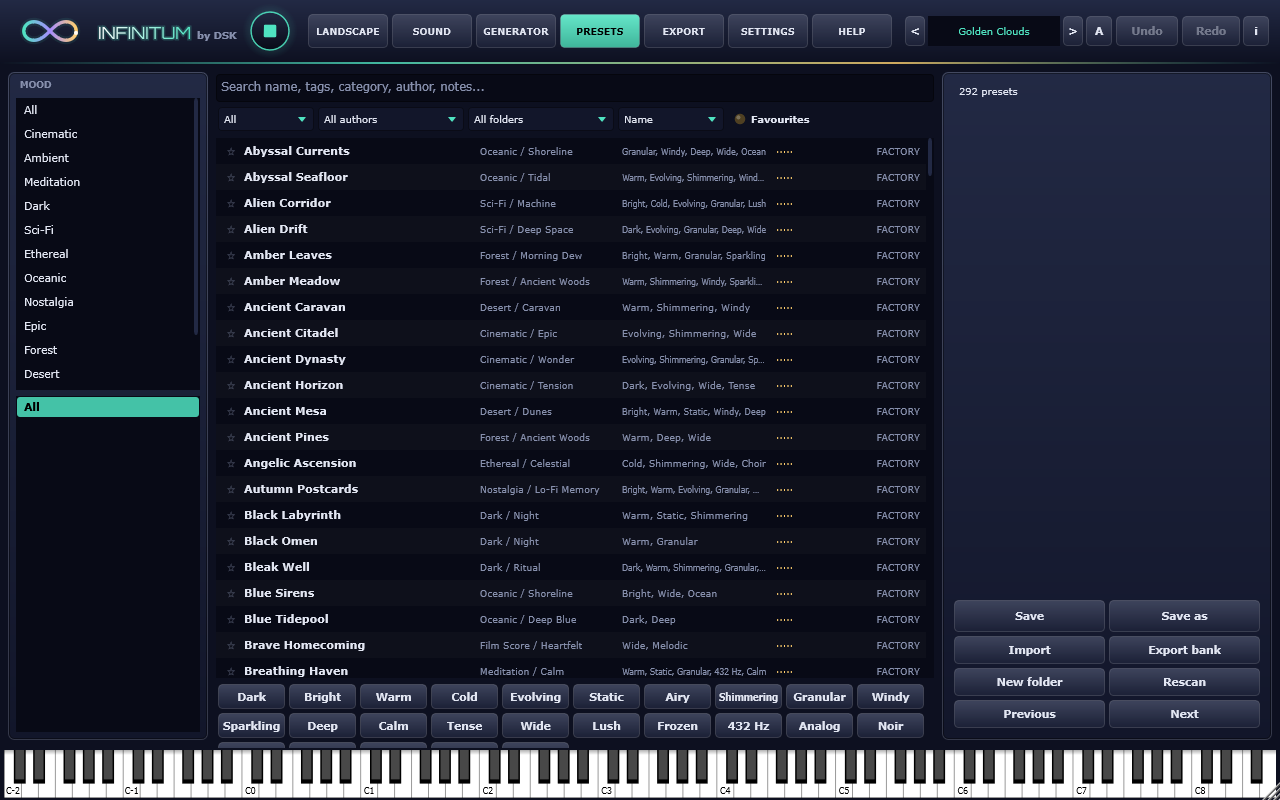 INFINITUM by DSK
LANDSCAPE SOUND GENERATOR PRESETS EXPORT SETTINGS HELP < Golden Clouds > A Undo Redo i
MOOD
All
Cinematic
Ambient
Meditation
Dark
Sci-Fi
Ethereal
Oceanic
Nostalgia
Epic
Forest
Desert
All
Search name, tags, category, author, notes...
All All authors All folders Name Favourites
Abyssal Currents Oceanic / Shoreline Granular, Windy, Deep, Wide, Ocean FACTORY
Abyssal Seafloor Oceanic / Tidal Warm, Evolving, Shimmering, Wind... FACTORY
Alien Corridor Sci-Fi / Machine Bright, Cold, Evolving, Granular, Lush FACTORY
Alien Drift Sci-Fi / Deep Space Dark, Evolving, Granular, Deep, Wide FACTORY
Amber Leaves Forest / Morning Dew Bright, Warm, Granular, Sparkling FACTORY
Amber Meadow Forest / Ancient Woods Warm, Shimmering, Windy, Sparkli... FACTORY
Ancient Caravan Desert / Caravan Warm, Shimmering, Windy FACTORY
Ancient Citadel Cinematic / Epic Evolving, Shimmering, Wide FACTORY
Ancient Dynasty Cinematic / Wonder Evolving, Shimmering, Granular, Sp... FACTORY
Ancient Horizon Cinematic / Tension Dark, Evolving, Wide, Tense FACTORY
Ancient Mesa Desert / Dunes Bright, Warm, Static, Windy, Deep FACTORY
Ancient Pines Forest / Ancient Woods Warm, Deep, Wide FACTORY
Angelic Ascension Ethereal / Celestial Cold, Shimmering, Wide, Choir FACTORY
Autumn Postcards Nostalgia / Lo-Fi Memory Bright, Warm, Evolving, Granular, ... FACTORY
Black Labyrinth Dark / Night Warm, Static, Shimmering FACTORY
Black Omen Dark / Night Warm, Granular FACTORY
Bleak Well Dark / Ritual Dark, Warm, Shimmering, Granular,... FACTORY
Blue Sirens Oceanic / Shoreline Bright, Wide, Ocean FACTORY
Blue Tidepool Oceanic / Deep Blue Dark, Deep FACTORY
Brave Homecoming Film Score / Heartfelt Wide, Melodic FACTORY
Breathing Haven Meditation / Calm Warm, Static, Granular, 432 Hz, Calm FACTORY
Dark Bright Warm Cold Evolving Static Airy Shimmering Granular Windy
Sparkling Deep Calm Tense Wide Lush Frozen 432 Hz Analog Noir
292 presets
Save Save as
Import Export bank
New folder Rescan
Previous Next
C-2 C-1 C0 C1 C2 C3 C4 C5 C6 C7 C8